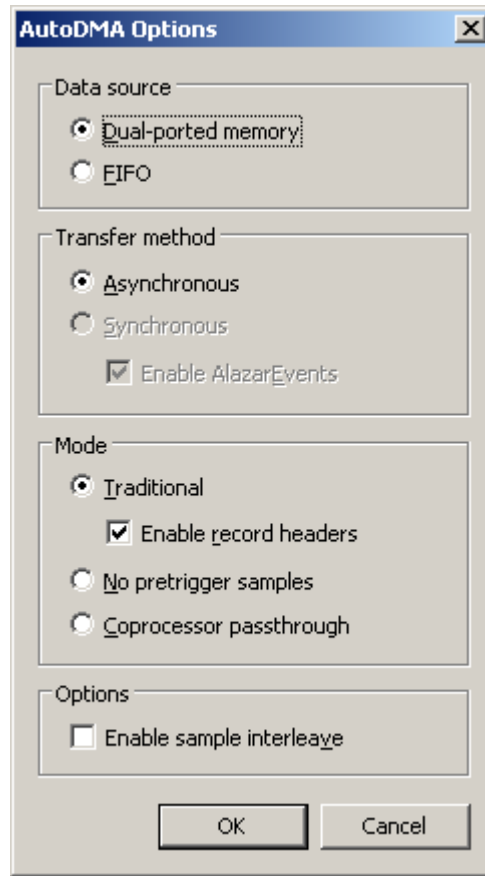 AutoDMA Options
Data source
Dual-ported memory
FIFO
Transfer method
Asynchronous
Synchronous
Enable AlazarEvents
Mode
Traditional
Enable record headers
No pretrigger samples
Coprocessor passthrough
Options
Enable sample interleave
OK Cancel